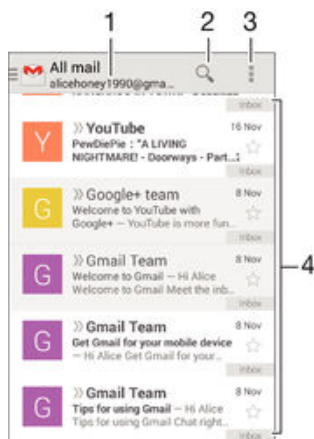 1
2
3
All mail
alicehoney1990@gma...
Inbox
Y
YouTube
16 Nov
PewDiePie : "A LIVING
NIGHTMARE! - Doorways - Part...
Inbox
G
Google+ team
8 Nov
Welcome to YouTube with
Google+ – YouTube is more fun...
Inbox
G
Gmail Team
8 Nov
Welcome to Gmail – Hi Alice
Welcome to Gmail Meet the inb...
Inbox
4
G
Gmail Team
8 Nov
Get Gmail for your mobile device
– Hi Alice Get Gmail for your...
Inbox
G
Gmail Team
8 Nov
Tips for using Gmail – Hi Alice
Tips for using Gmail Chat right...
Inbox